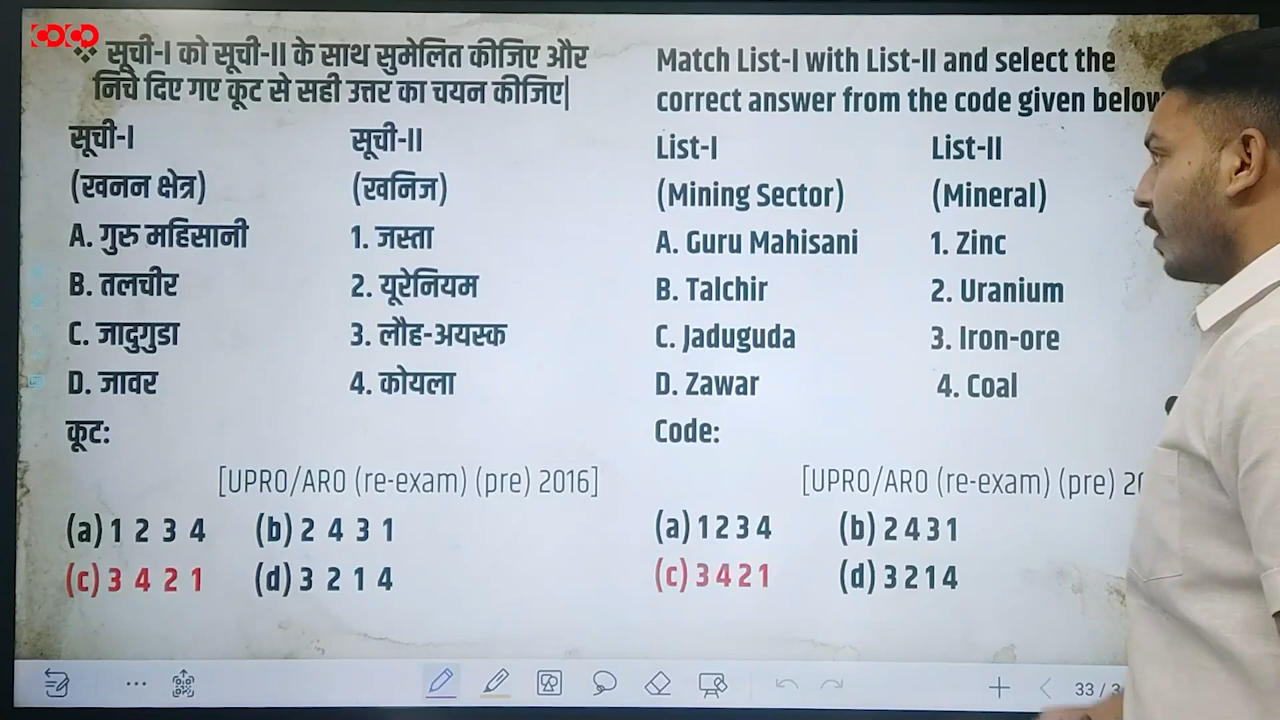 ❖ सूची-I को सूची-II के साथ सुमेलित कीजिए और
निचे दिए गए कूट से सही उत्तर का चयन कीजिए|
सूची-I सूची-II
(खनन क्षेत्र) (खनिज)
A. गुरु महिसानी 1. जस्ता
B. तलचीर 2. यूरेनियम
C. जादुगुडा 3. लौह-अयस्क
D. जावर 4. कोयला
कूट:
[UPRO/ARO (re-exam) (pre) 2016]
(a) 1 2 3 4 (b) 2 4 3 1
(c) 3 4 2 1 (d) 3 2 1 4
Match List-I with List-II and select the
correct answer from the code given below
List-I List-II
(Mining Sector) (Mineral)
A. Guru Mahisani 1. Zinc
B. Talchir 2. Uranium
C. Jaduguda 3. Iron-ore
D. Zawar 4. Coal
Code:
[UPRO/ARO (re-exam) (pre)
(a) 1 2 3 4 (b) 2 4 3 1
(c) 3 4 2 1 (d) 3 2 1 4
33 / 3